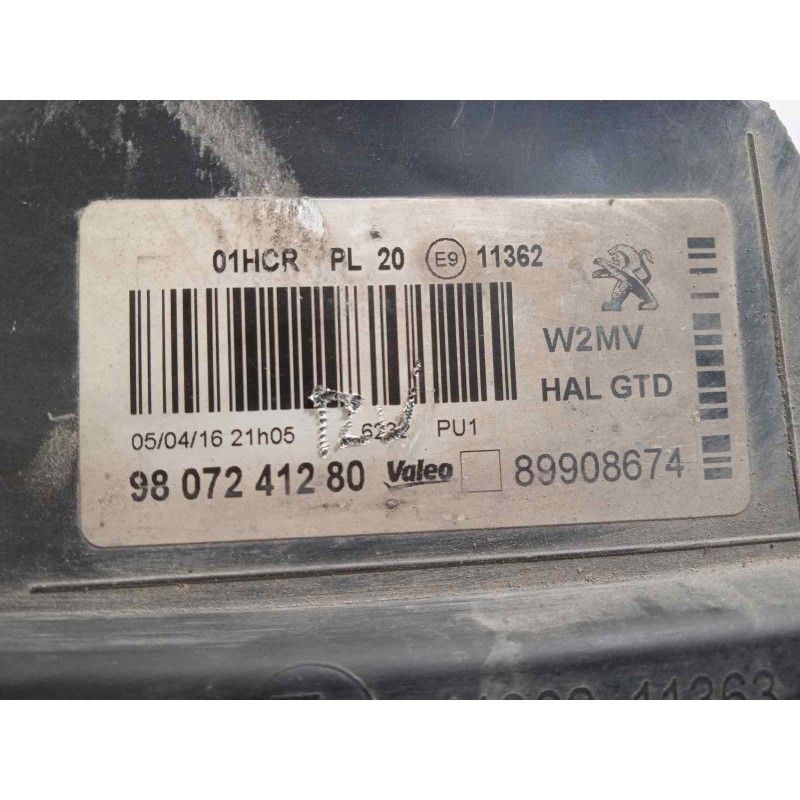 01HCR PL 20 E9 11362
W2MV
HAL GTD
05/04/16 21h05 PU1
98 072 412 80 Valeo 89908674
11363